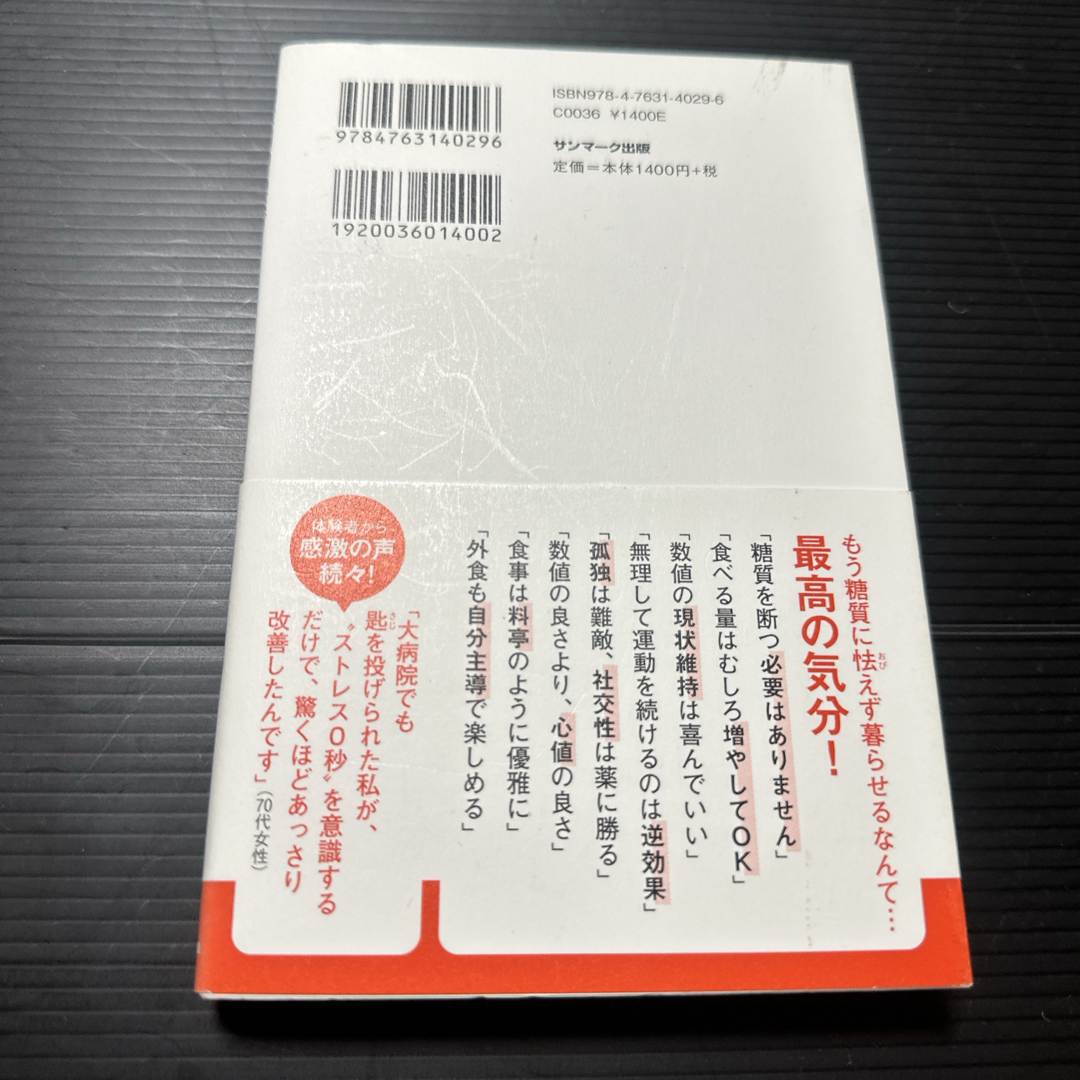 9784763140296
1920036014002
ISBN978-4-7631-4029-6
C0036 ¥1400E
サンマーク出版
定価=本体1400円+税
もう糖質に怯えず暮らせるなんて…
おび
最高の気分!
「糖質を断つ必要はありません」
「食べる量はむしろ増やしてOK」
「数値の現状維持は喜んでいい」
「無理して運動を続けるのは逆効果」
「孤独は難敵、社交性は薬に勝る」
「数値の良さより、心値の良さ」
「食事は料亭のように優雅に」
「外食も自分主導で楽しめる」
体験者から
感激の声
続々!
「大病院でも
匙を投げられた私が、
さじ
〝ストレス0秒〟を意識する
だけで、驚くほどあっさり
改善したんです」(70代女性)